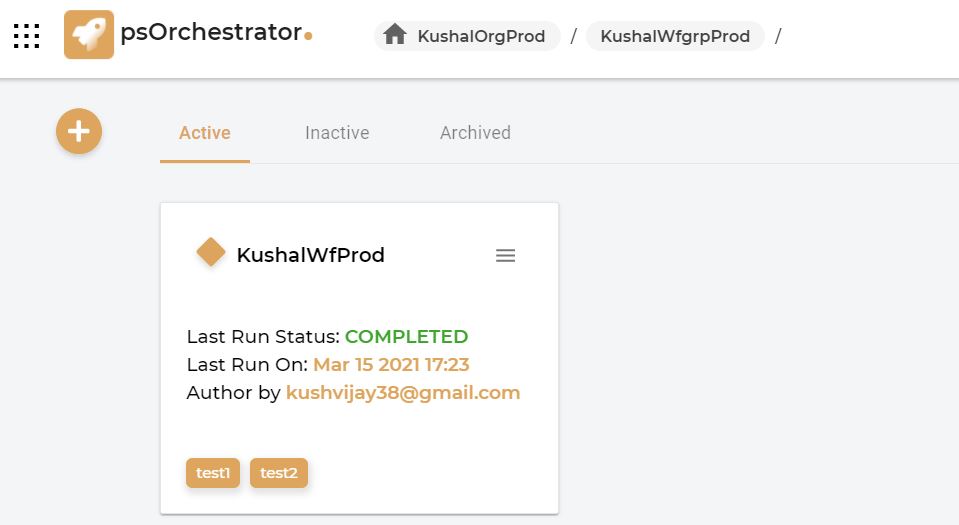 psOrchestrator.
KushalOrgProd / KushalWfgrpProd /
Active Inactive Archived
KushalWfProd
Last Run Status: COMPLETED
Last Run On: Mar 15 2021 17:23
Author by kushvijay38@gmail.com
test1 test2